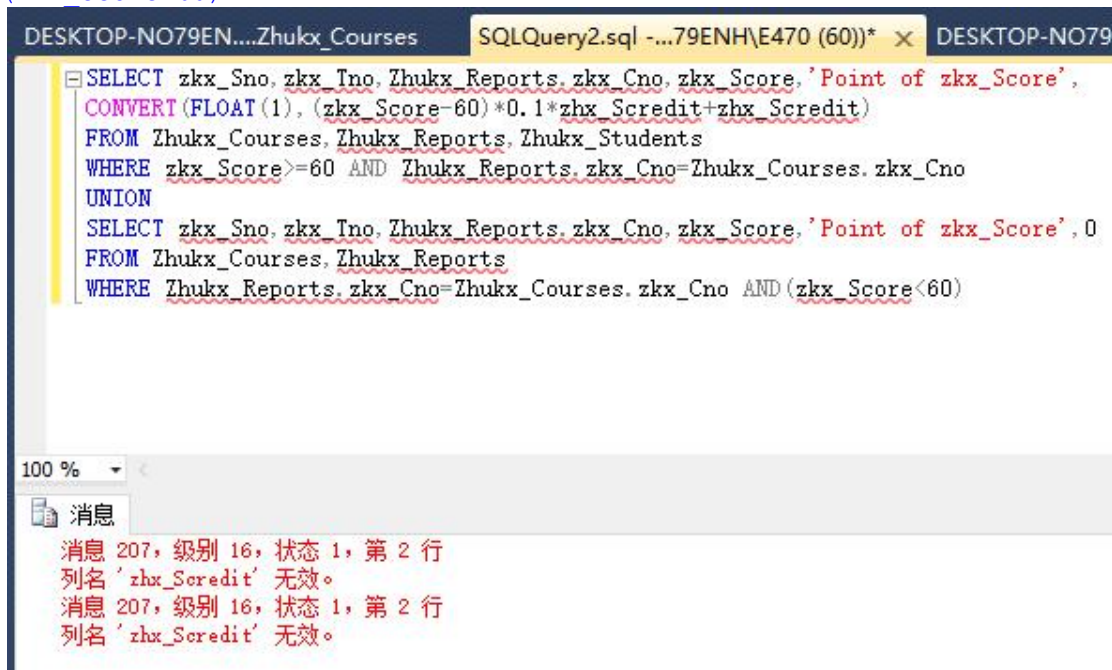 DESKTOP-NO79EN....Zhukx_Courses SQLQuery2.sql -...79ENH\E470 (60))* × DESKTOP-NO79
SELECT zkx_Sno,zkx_Tno,Zhukx_Reports.zkx_Cno,zkx_Score,'Point of zkx_Score',
CONVERT(FLOAT(1),(zkx_Score-60)*0.1*zhx_Scredit+zhx_Scredit)
FROM Zhukx_Courses,Zhukx_Reports,Zhukx_Students
WHERE zkx_Score>=60 AND Zhukx_Reports.zkx_Cno=Zhukx_Courses.zkx_Cno
UNION
SELECT zkx_Sno,zkx_Tno,Zhukx_Reports.zkx_Cno,zkx_Score,'Point of zkx_Score',0
FROM Zhukx_Courses,Zhukx_Reports
WHERE Zhukx_Reports.zkx_Cno=Zhukx_Courses.zkx_Cno AND(zkx_Score<60)
100 %
消息
消息 207，级别 16，状态 1，第 2 行
列名 'zhx_Scredit' 无效。
消息 207，级别 16，状态 1，第 2 行
列名 'zhx_Scredit' 无效。